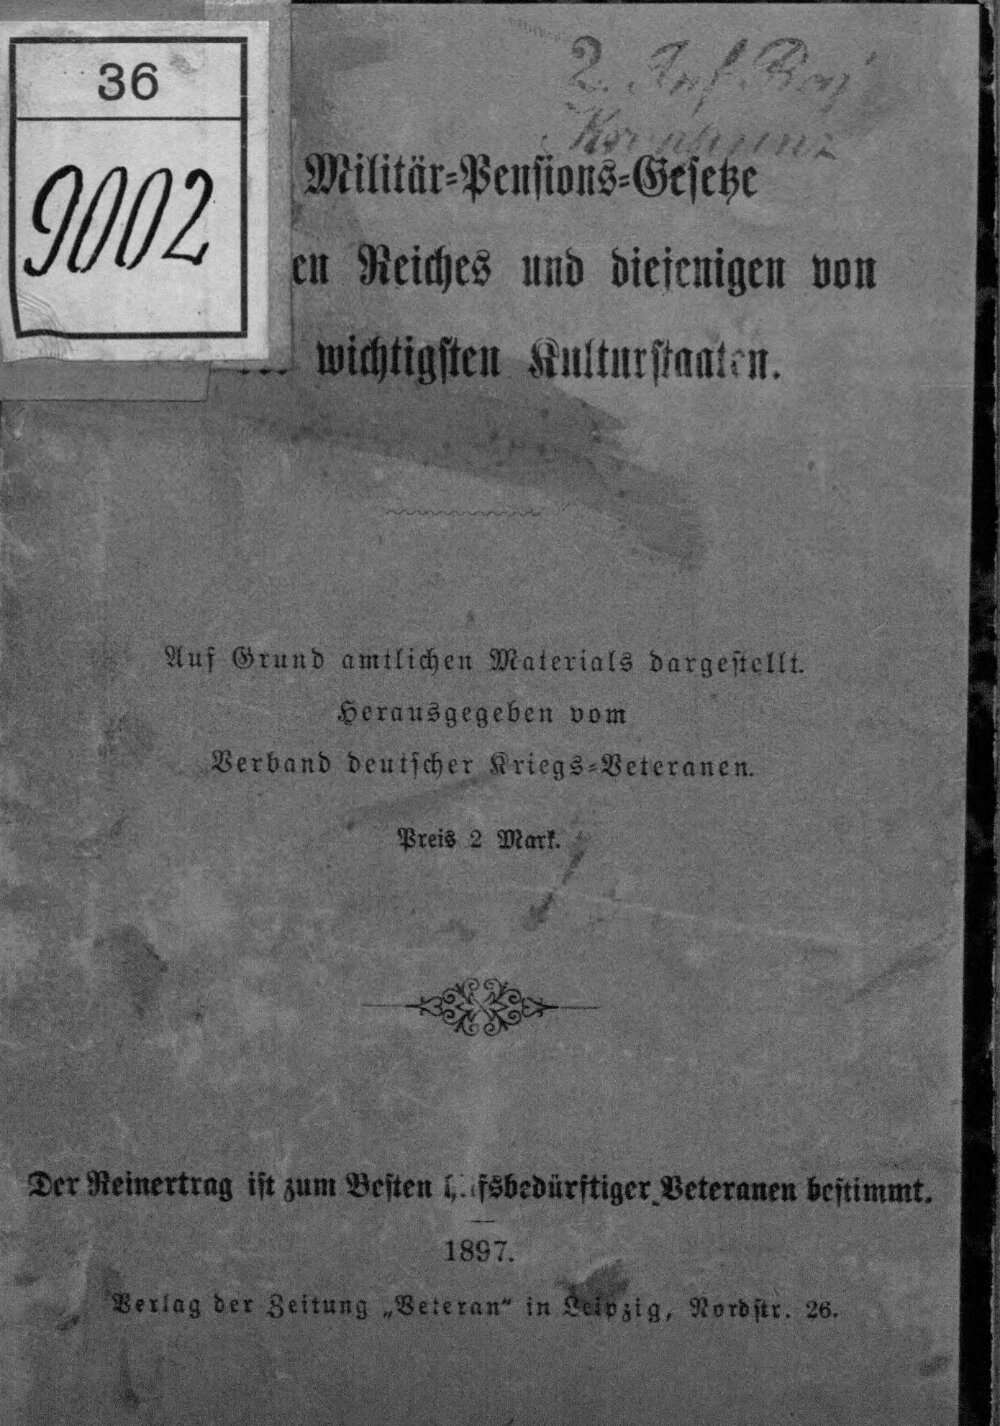 36
9002
Militär-Pensions-Gesetze
en Reiches und diejenigen von
wichtigsten Kulturstaaten.
Auf Grund amtlichen Materials dargestellt.
Herausgegeben vom
Verband deutscher Kriegs-Veteranen.
Preis 2 Mark.
Der Reinertrag ist zum Besten hilfsbedürftiger Veteranen bestimmt.
1897.
Verlag der Zeitung „Veteran“ in Leipzig, Nordstr. 26.